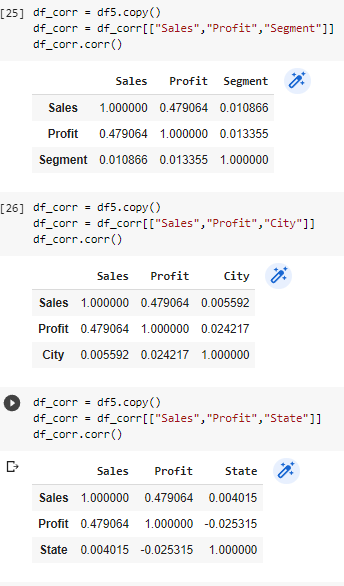 [25] df_corr = df5.copy()
df_corr = df_corr[["Sales","Profit","Segment"]]
df_corr.corr()
Sales Profit Segment
Sales 1.000000 0.479064 0.010866
Profit 0.479064 1.000000 0.013355
Segment 0.010866 0.013355 1.000000
[26] df_corr = df5.copy()
df_corr = df_corr[["Sales","Profit","City"]]
df_corr.corr()
Sales Profit City
Sales 1.000000 0.479064 0.005592
Profit 0.479064 1.000000 0.024217
City 0.005592 0.024217 1.000000
df_corr = df5.copy()
df_corr = df_corr[["Sales","Profit","State"]]
df_corr.corr()
Sales Profit State
Sales 1.000000 0.479064 0.004015
Profit 0.479064 1.000000 -0.025315
State 0.004015 -0.025315 1.000000